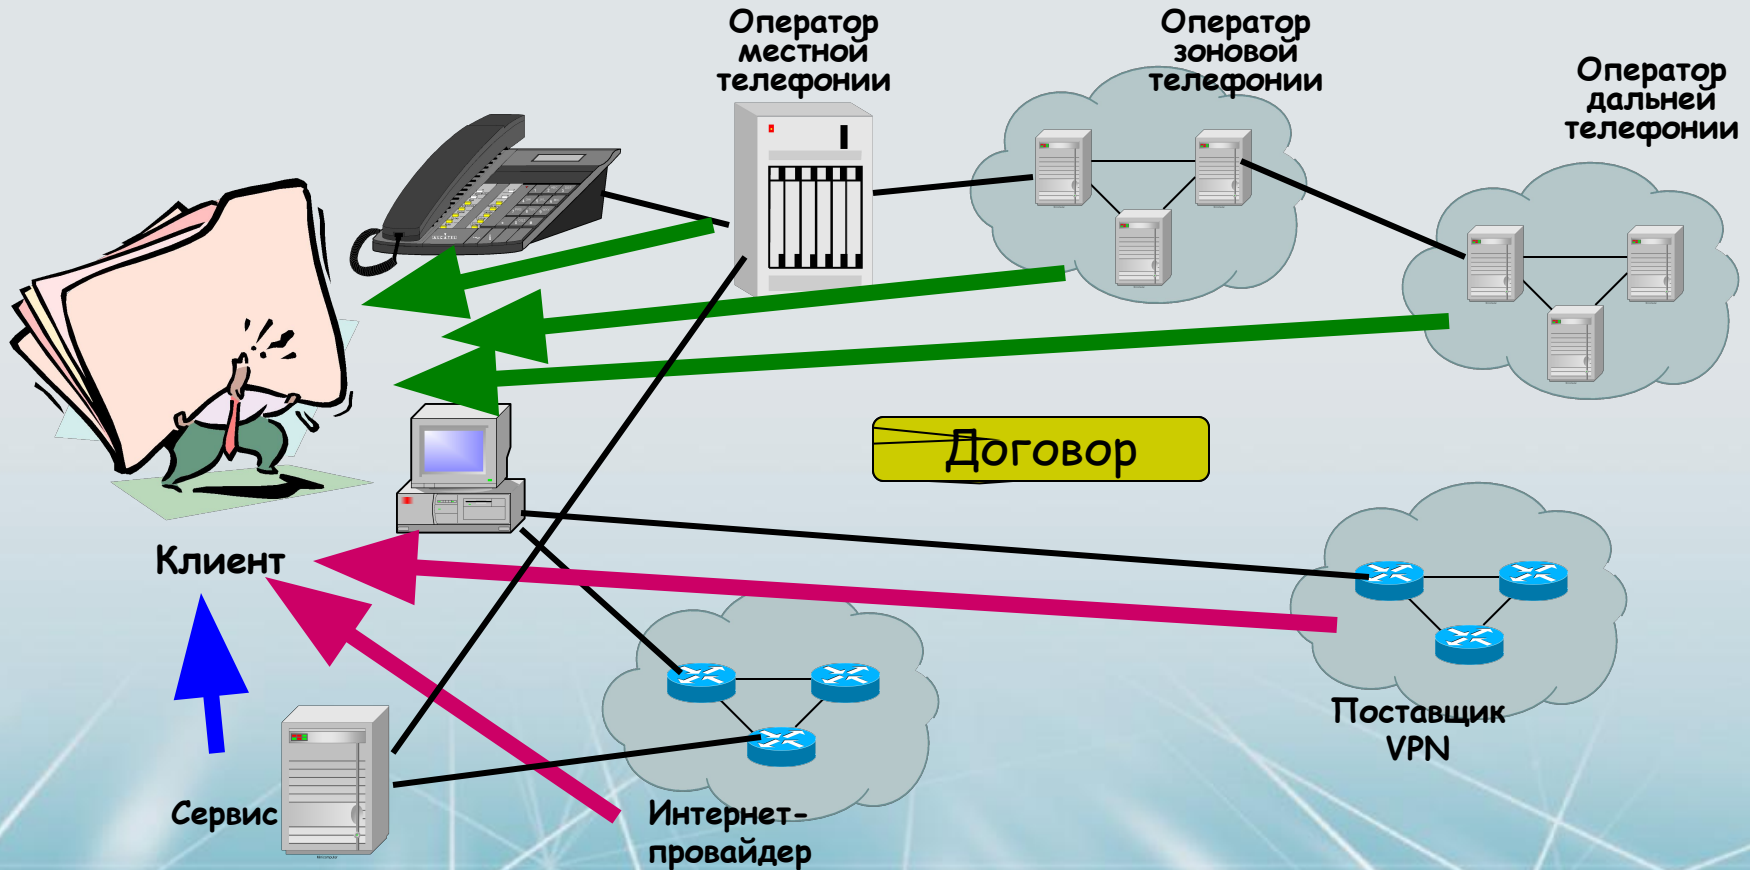 Оператор
местной
телефонии
Оператор
зоновой
телефонии
Оператор
дальней
телефонии
Договор
Клиент
Поставщик
VPN
Сервис
Интернет-
провайдер